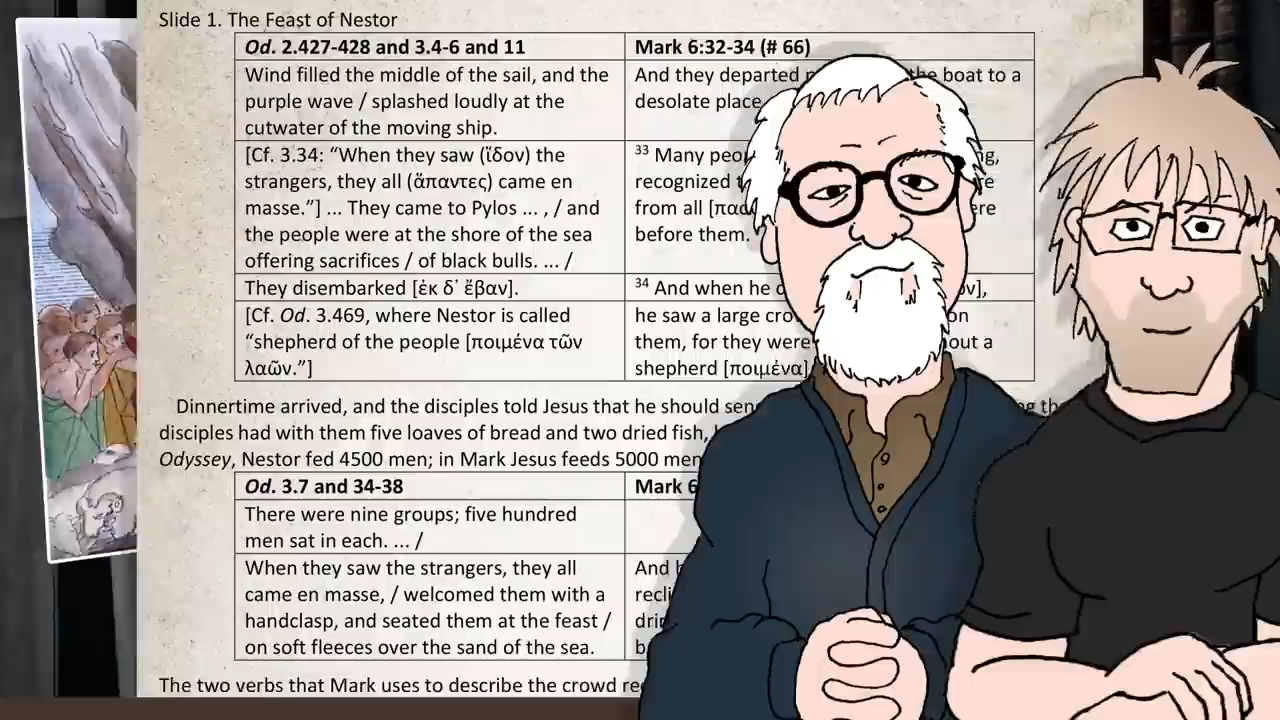 Slide 1. The Feast of Nestor
Od. 2.427-428 and 3.4-6 and 11
Mark 6:32-34 (# 66)
Wind filled the middle of the sail, and the
purple wave / splashed loudly at the
cutwater of the moving ship.
And they departed the boat to a
desolate place
[Cf. 3.34: “When they saw (ἴδον) the
strangers, they all (ἅπαντες) came en
masse.”] ... They came to Pylos ... , / and
the people were at the shore of the sea
offering sacrifices / of black bulls. ... /
33 Many
recognized
from all
before them.
They disembarked [ἐκ δ᾽ ἔβαν].
34 And when he
[Cf. Od. 3.469, where Nestor is called
“shepherd of the people [ποιμένα τῶν
λαῶν.”]
he saw a large on
them, for they were a
shepherd [ποιμένα]
Dinnertime arrived, and the disciples told Jesus that he should
disciples had with them five loaves of bread and two dried fish,
Odyssey, Nestor fed 4500 men; in Mark Jesus feeds 5000 men
Od. 3.7 and 34-38
Mark 6
There were nine groups; five hundred
men sat in each. ... /
When they saw the strangers, they all
came en masse, / welcomed them with a
handclasp, and seated them at the feast /
on soft fleeces over the sand of the sea.
And
The two verbs that Mark uses to describe the crowd